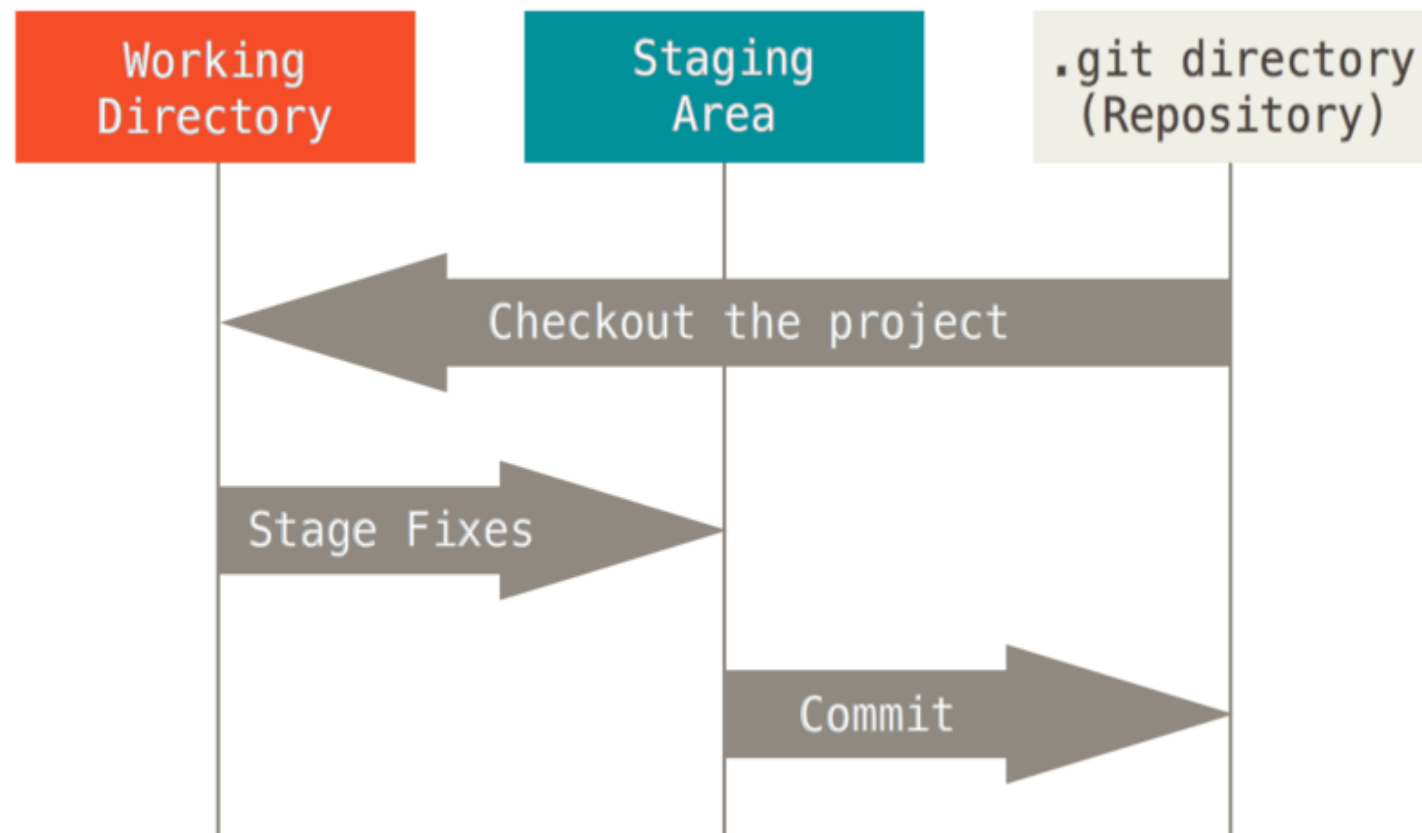 Working
Directory
Staging
Area
.git directory
(Repository)
Checkout the project
Stage Fixes
Commit